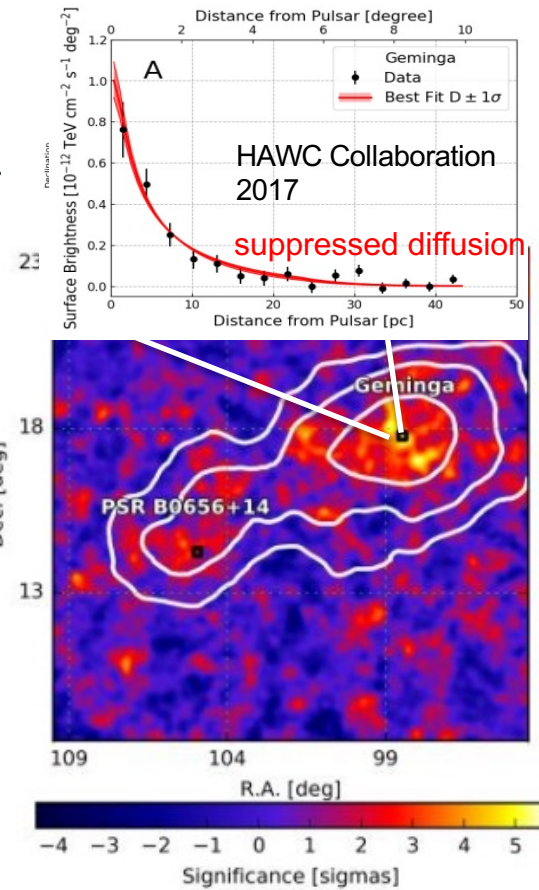 Distance from Pulsar [degree]
0 2 4 6 8 10
Surface Brightness [10⁻¹² TeV cm⁻² s⁻¹ deg⁻²]
1.2
1.0
0.8
0.6
0.4
0.2
0.0
A
Geminga
Data
Best Fit D ± 1σ
HAWC Collaboration
2017
suppressed diffusion
0 10 20 30 40 50
Distance from Pulsar [pc]
Declination
23
18
13
Decl [deg]
Geminga
PSR B0656+14
109 104 99
R.A. [deg]
−4 −3 −2 −1 0 1 2 3 4 5
Significance [sigmas]